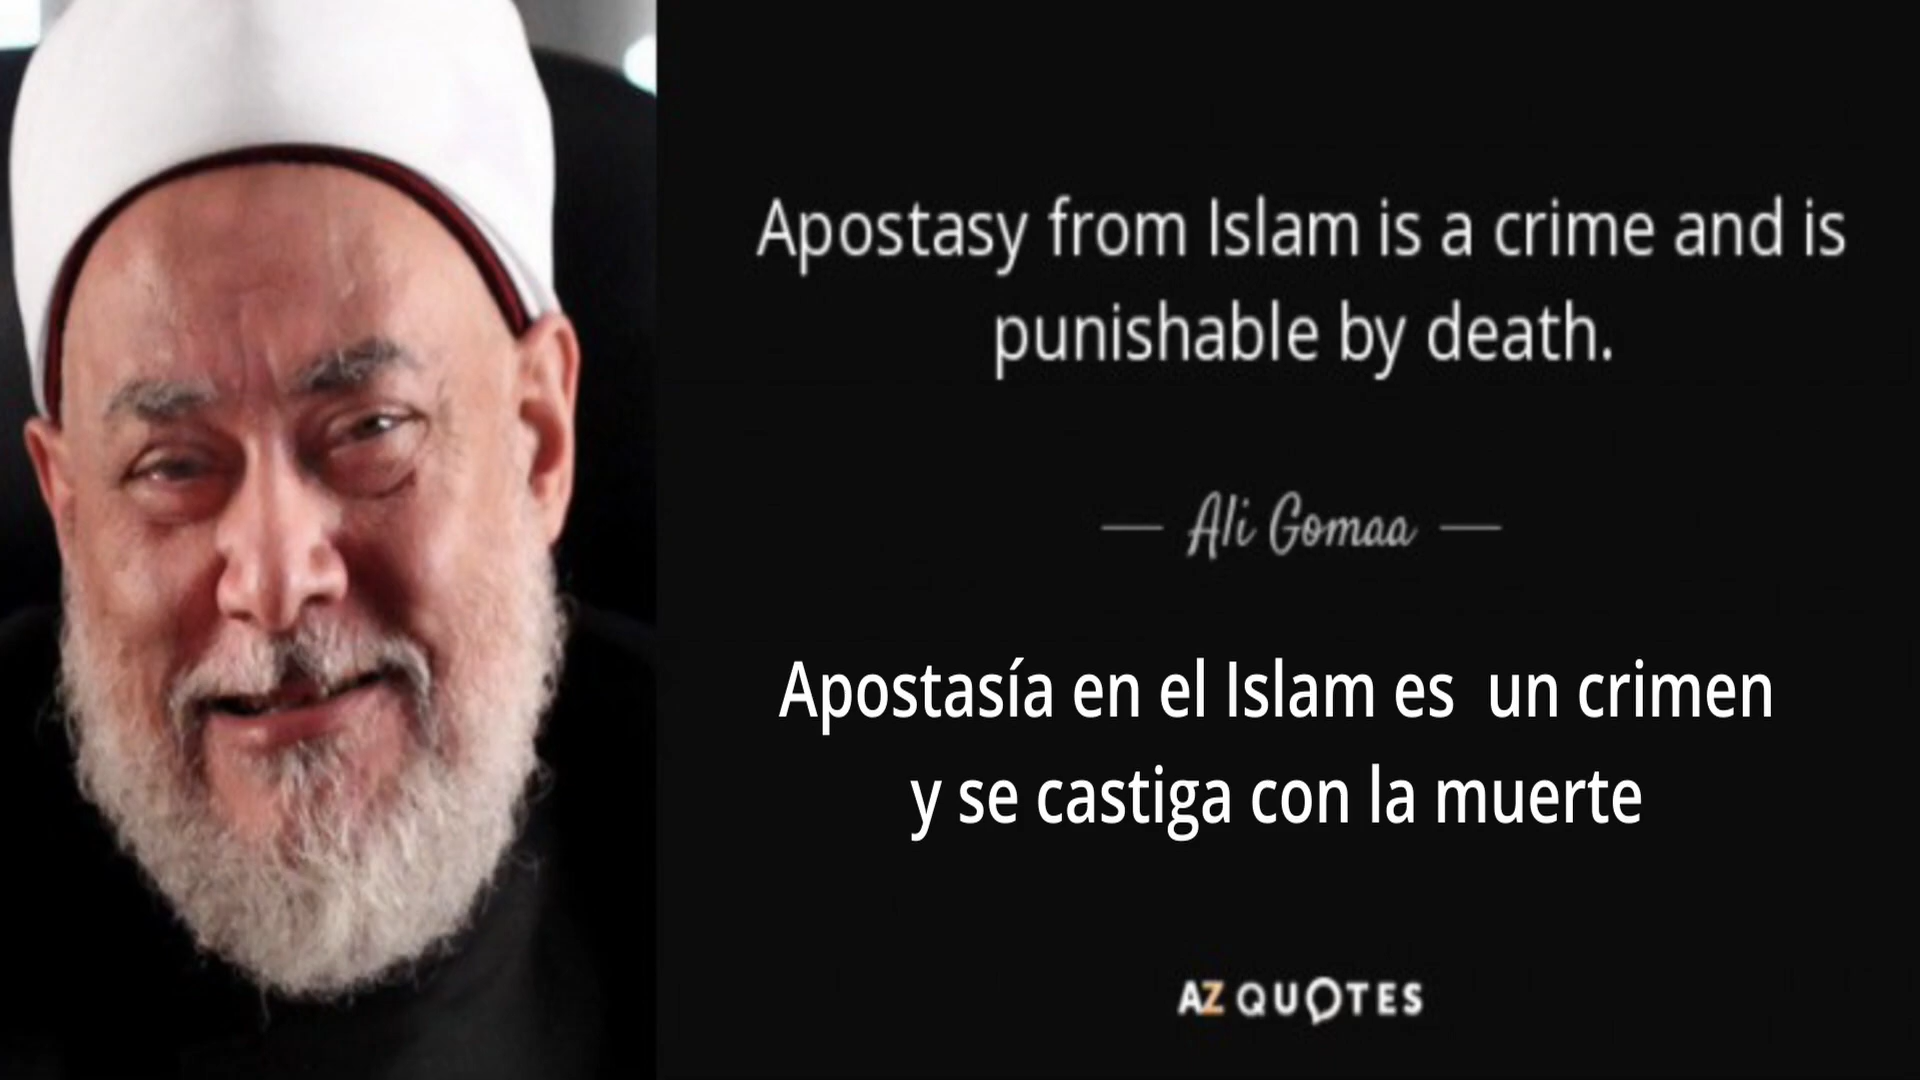 Apostasy from Islam is a crime and is
punishable by death.
— Ali Gomaa —
Apostasía en el Islam es un crimen
y se castiga con la muerte
AZ QUOTES